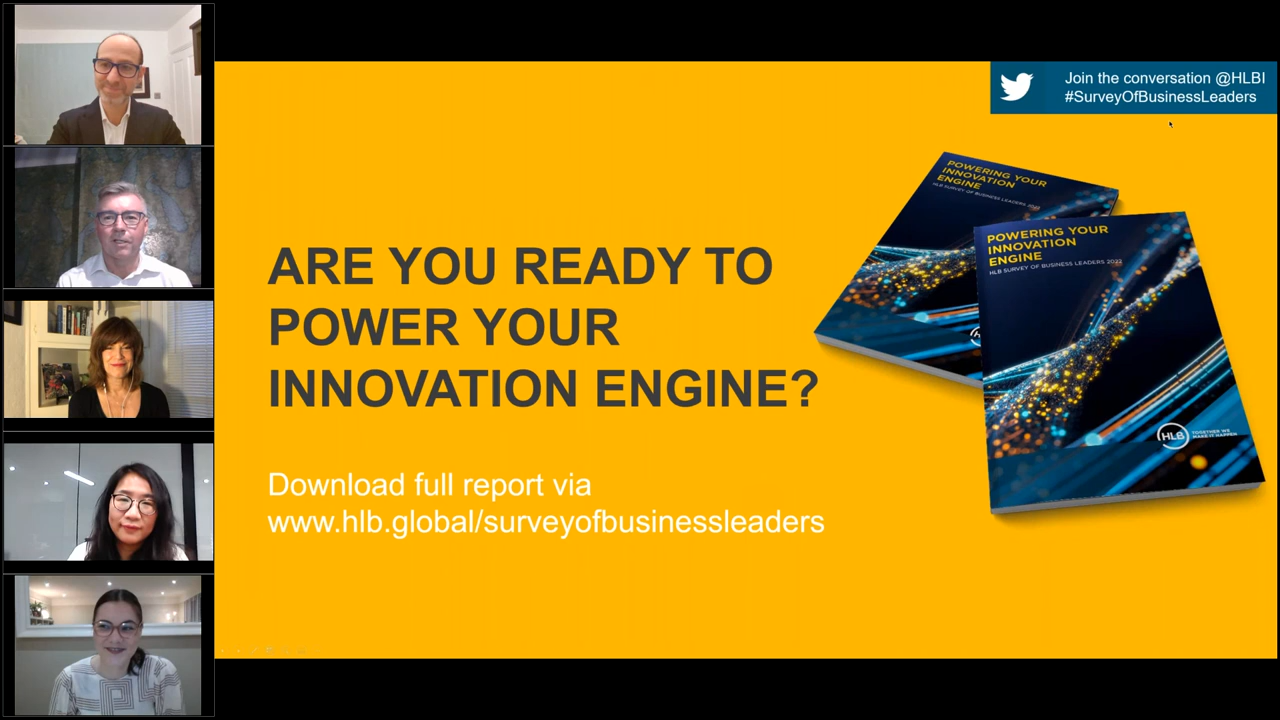 Join the conversation @HLBI
#SurveyOfBusinessLeaders
ARE YOU READY TO
POWER YOUR
INNOVATION ENGINE?
Download full report via
www.hlb.global/surveyofbusinessleaders
POWERING YOUR
INNOVATION
ENGINE
HLB SURVEY OF BUSINESS LEADERS 2022
POWERING YOUR
INNOVATION
ENGINE
HLB SURVEY OF BUSINESS LEADERS 2022
HLB
TOGETHER WE
MAKE IT HAPPEN